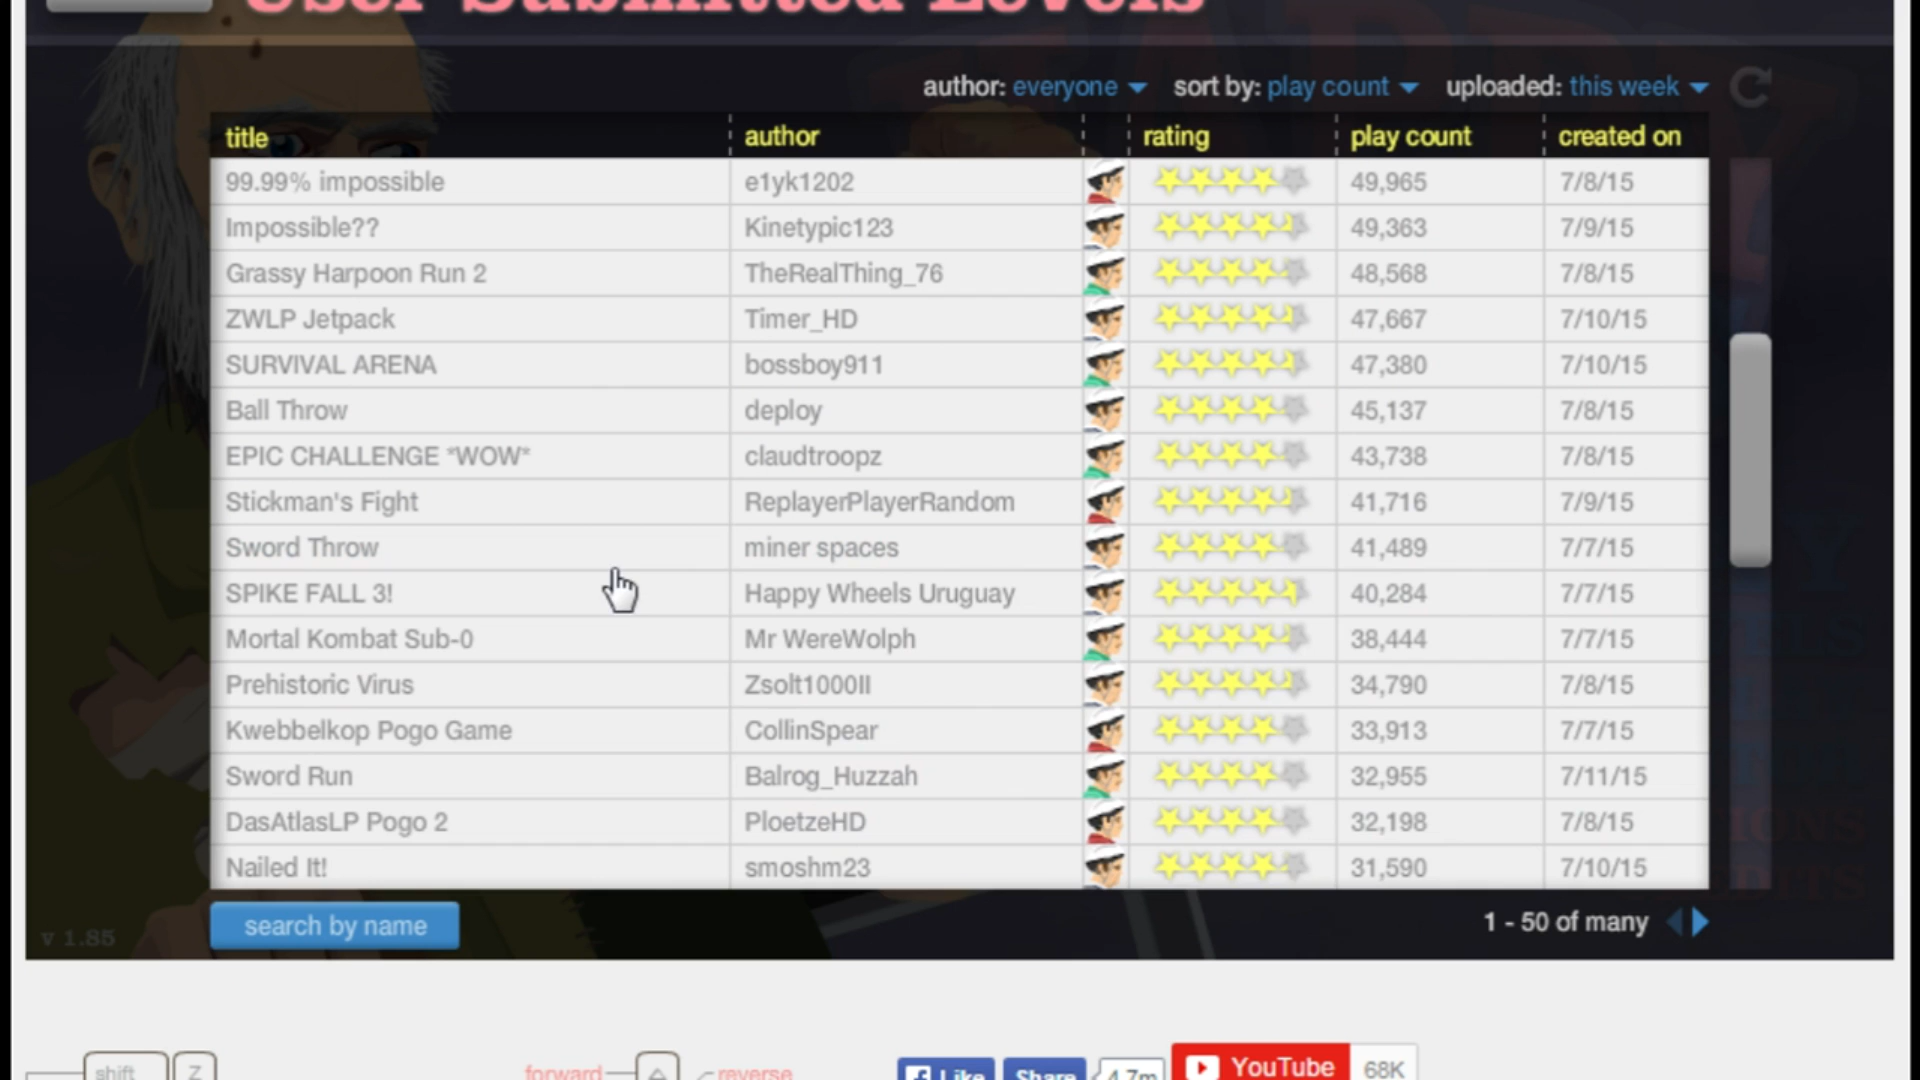 User Submitted Levels
author: everyone sort by: play count uploaded: this week
title author rating play count created on
99.99% impossible e1yk1202 49,965 7/8/15
Impossible?? Kinetypic123 49,363 7/9/15
Grassy Harpoon Run 2 TheRealThing_76 48,568 7/8/15
ZWLP Jetpack Timer_HD 47,667 7/10/15
SURVIVAL ARENA bossboy911 47,380 7/10/15
Ball Throw deploy 45,137 7/8/15
EPIC CHALLENGE *WOW* claudtroopz 43,738 7/8/15
Stickman's Fight ReplayerPlayerRandom 41,716 7/9/15
Sword Throw miner spaces 41,489 7/7/15
SPIKE FALL 3! Happy Wheels Uruguay 40,284 7/7/15
Mortal Kombat Sub-0 Mr WereWolph 38,444 7/7/15
Prehistoric Virus Zsolt1000II 34,790 7/8/15
Kwebbelkop Pogo Game CollinSpear 33,913 7/7/15
Sword Run Balrog_Huzzah 32,955 7/11/15
DasAtlasLP Pogo 2 PloetzeHD 32,198 7/8/15
Nailed It! smoshm23 31,590 7/10/15
search by name 1 - 50 of many
v 1.85
shift Z forward reverse Like Share 4.7m YouTube 68K